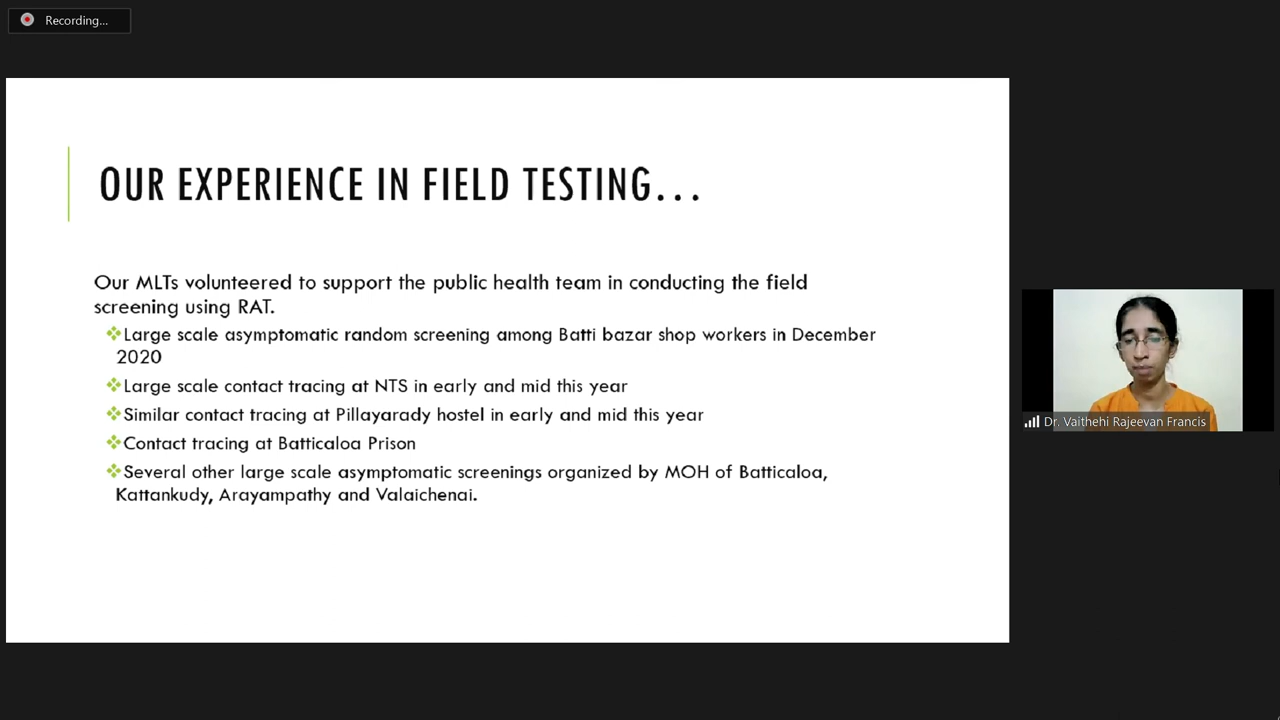 Recording...
OUR EXPERIENCE IN FIELD TESTING...
Our MLTs volunteered to support the public health team in conducting the field
screening using RAT.
Large scale asymptomatic random screening among Batti bazar shop workers in December
2020
Large scale contact tracing at NTS in early and mid this year
Similar contact tracing at Pillayarady hostel in early and mid this year
Contact tracing at Batticaloa Prison
Several other large scale asymptomatic screenings organized by MOH of Batticaloa,
Kattankudy, Arayampathy and Valaichenai.
Dr. Vaithehi Rajeevan Francis